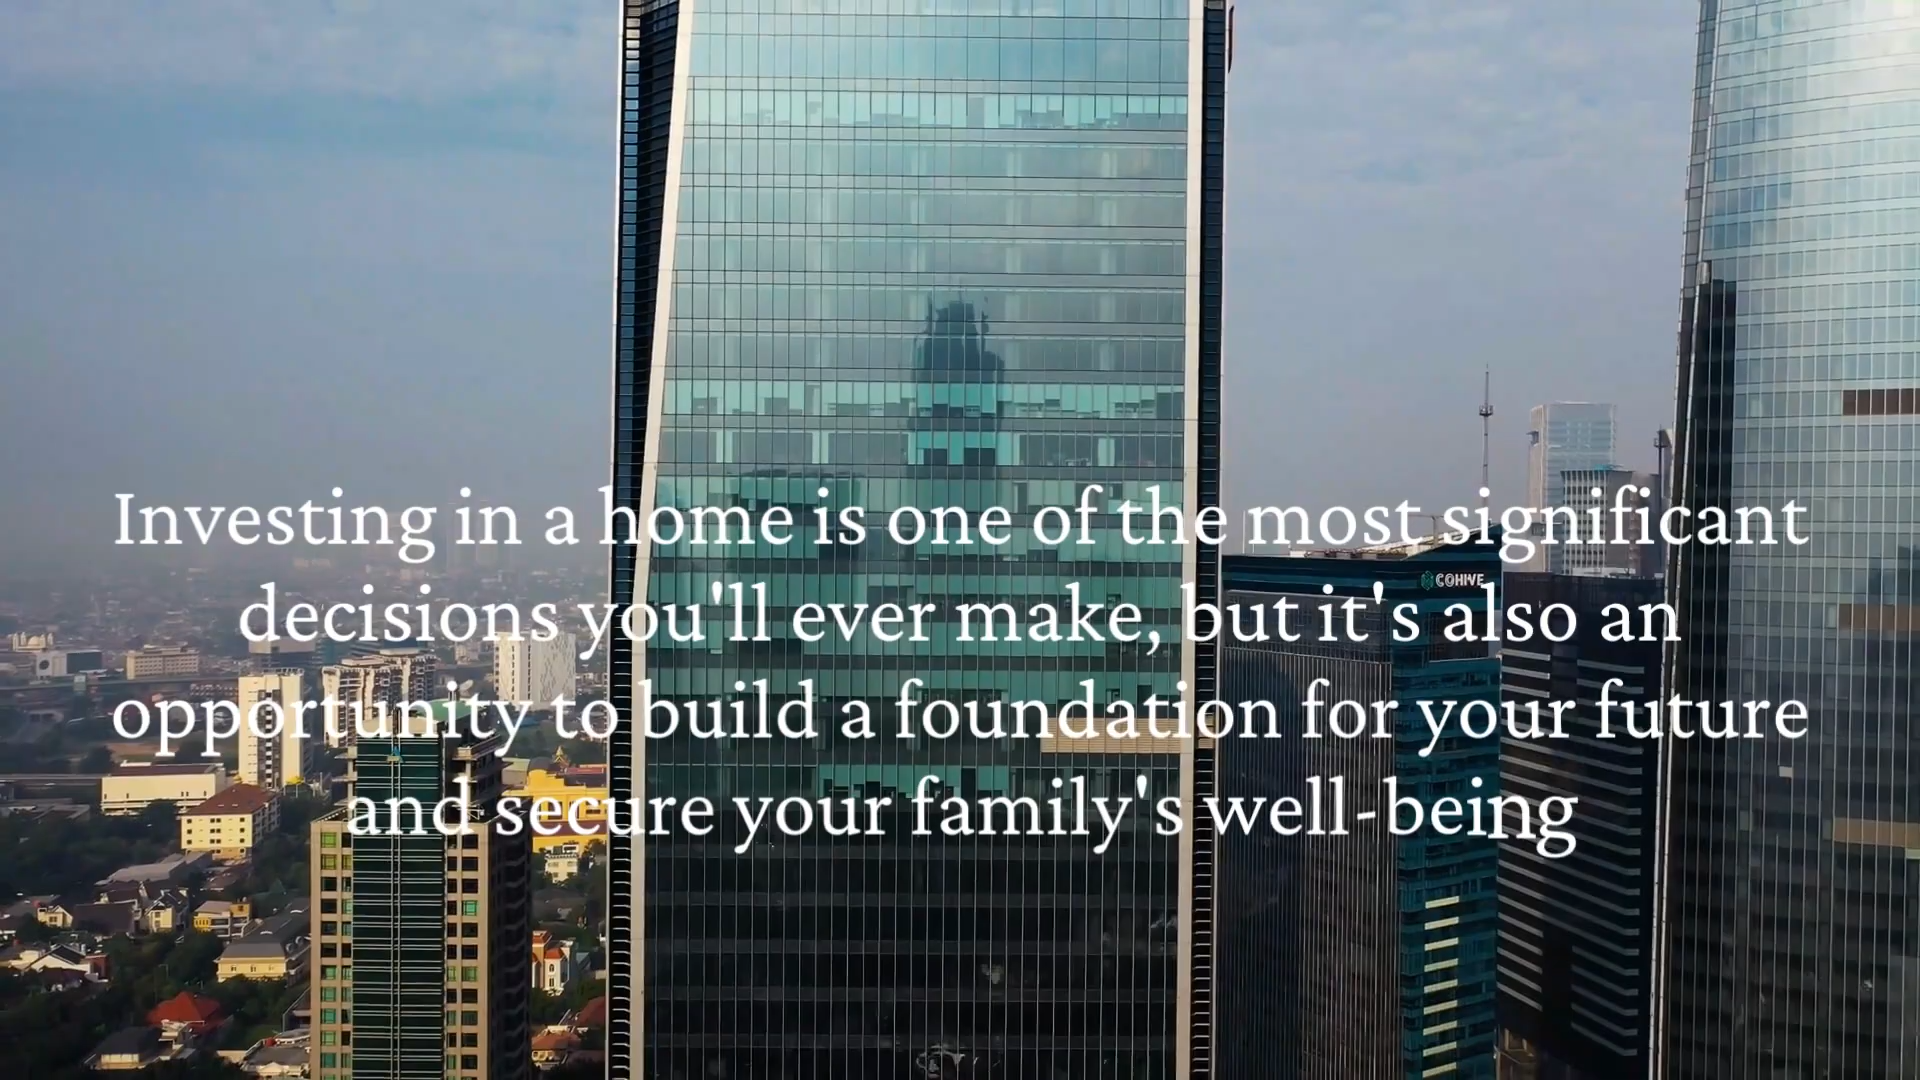 COHIVE
Investing in a home is one of the most significant
decisions you'll ever make, but it's also an
opportunity to build a foundation for your future
and secure your family's well-being